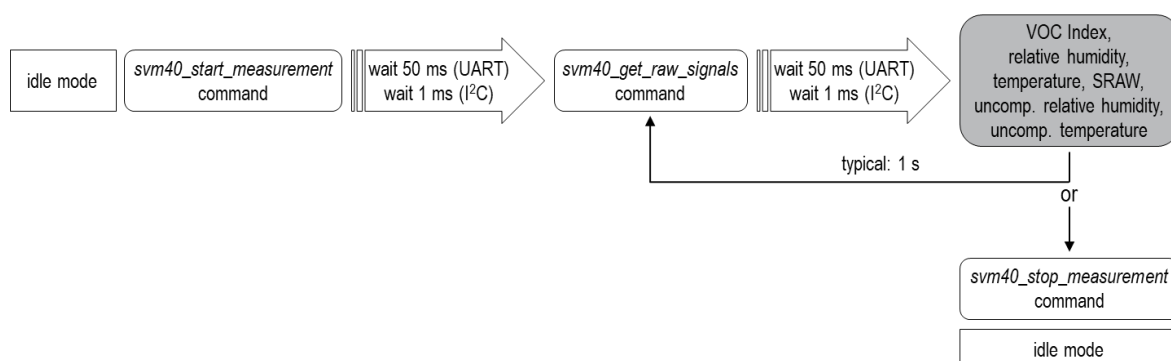 idle mode
svm40_start_measurement
command
wait 50 ms (UART)
wait 1 ms (I²C)
svm40_get_raw_signals
command
wait 50 ms (UART)
wait 1 ms (I²C)
VOC Index,
relative humidity,
temperature, SRAW,
uncomp. relative humidity,
uncomp. temperature
typical: 1 s
or
svm40_stop_measurement
command
idle mode